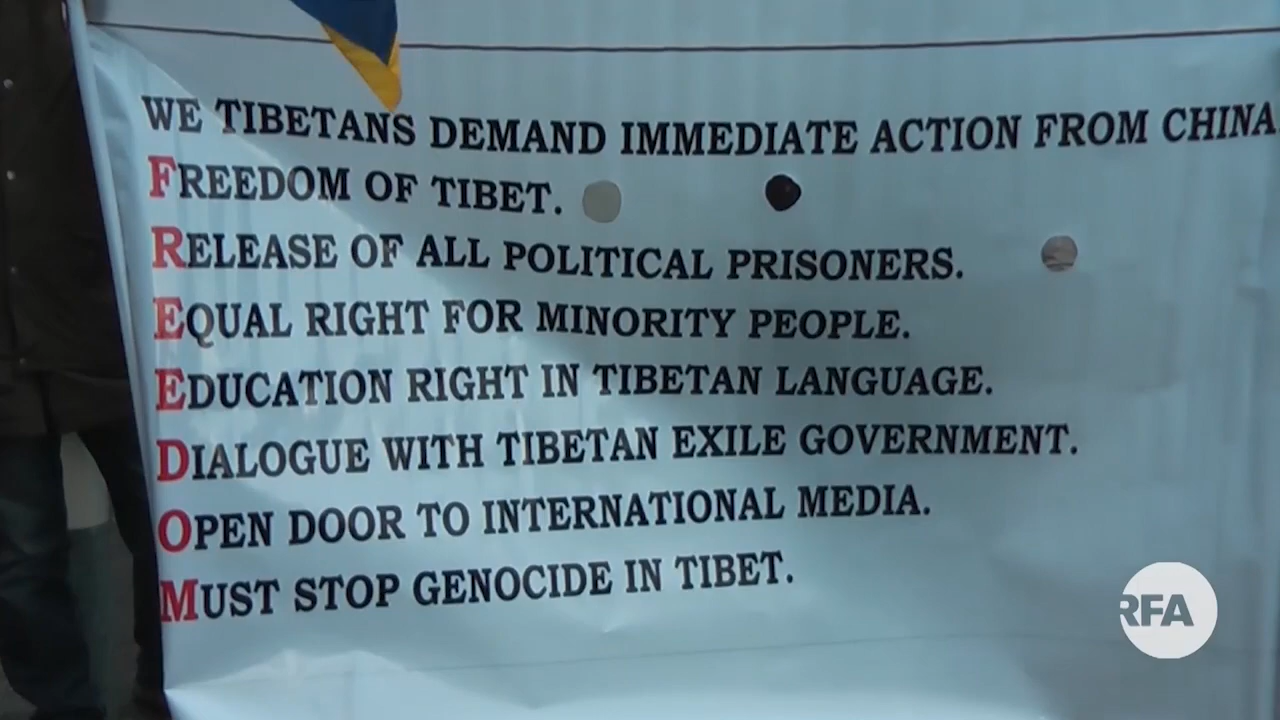 WE TIBETANS DEMAND IMMEDIATE ACTION FROM CHINA
FREEDOM OF TIBET.
RELEASE OF ALL POLITICAL PRISONERS.
EQUAL RIGHT FOR MINORITY PEOPLE.
EDUCATION RIGHT IN TIBETAN LANGUAGE.
DIALOGUE WITH TIBETAN EXILE GOVERNMENT.
OPEN DOOR TO INTERNATIONAL MEDIA.
MUST STOP GENOCIDE IN TIBET.
RFA